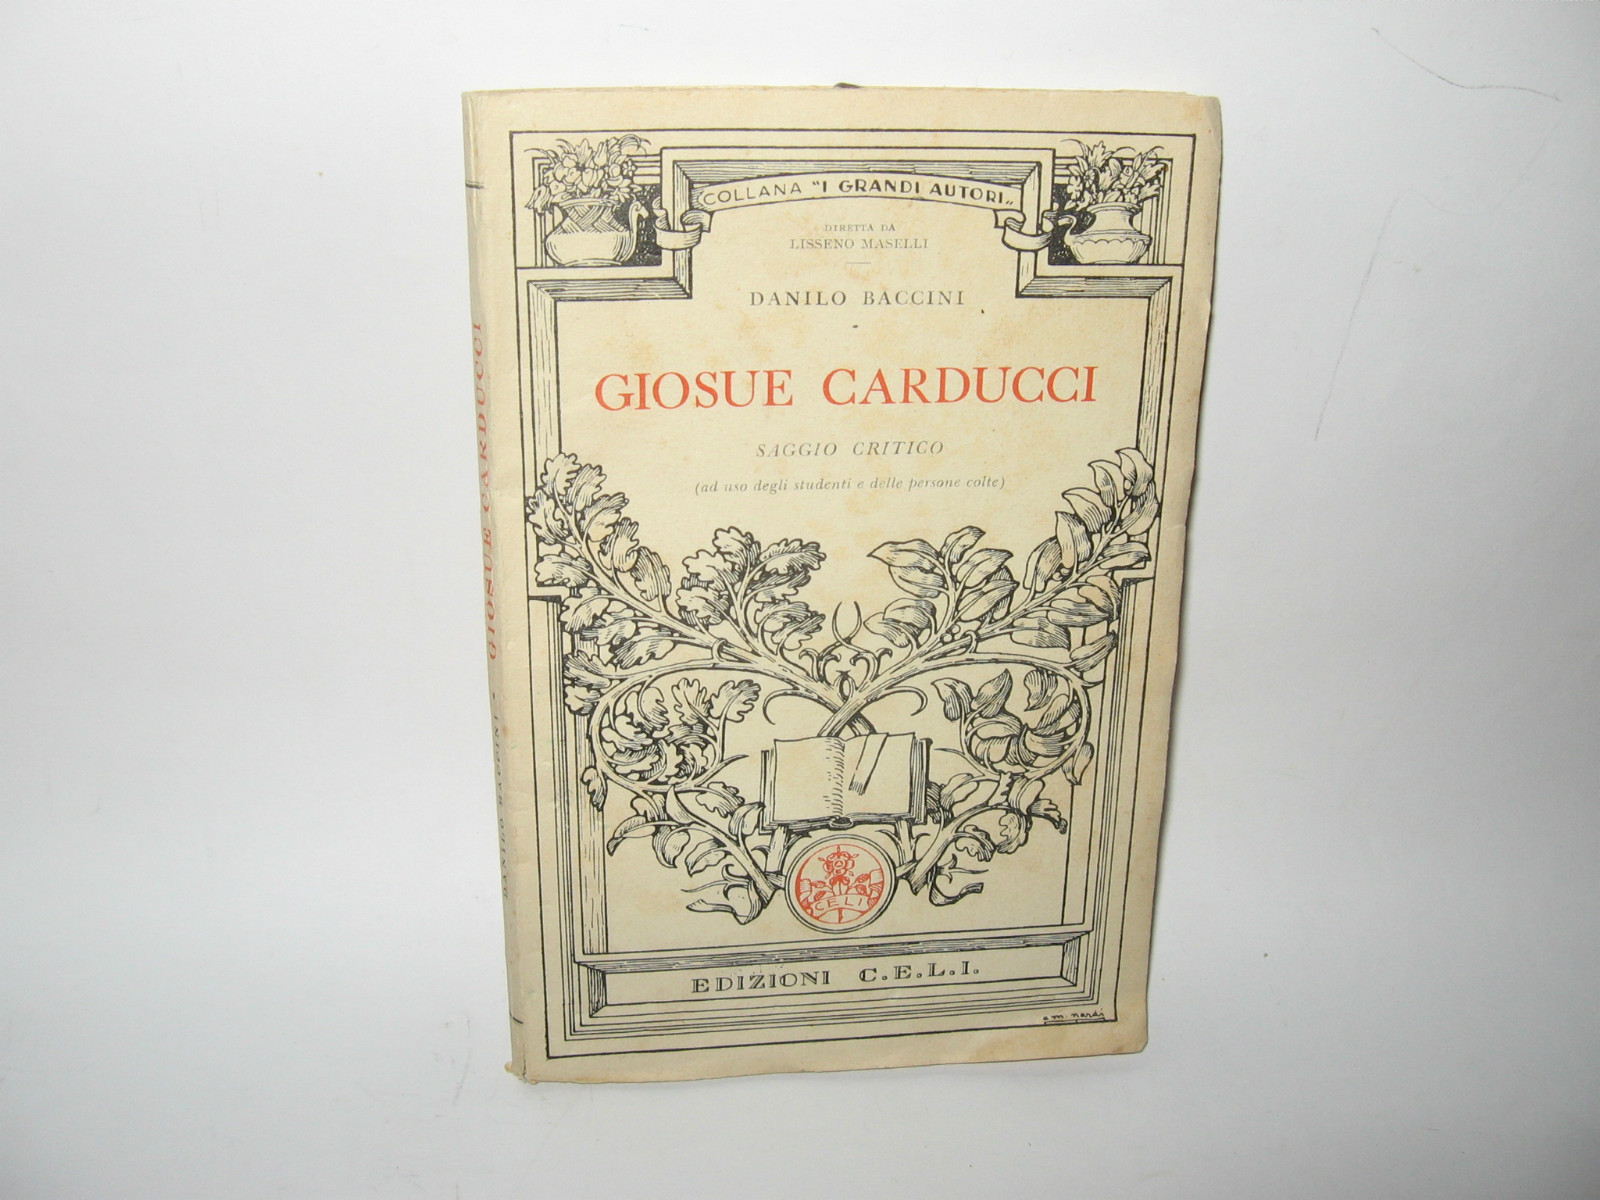 COLLANA "I GRANDI AUTORI„
DIRETTA DA
LISSENO MASELLI
DANILO BACCINI
GIOSUE CARDUCCI
SAGGIO CRITICO
(ad uso degli studenti e delle persone colte)
CELI
EDIZIONI C.E.L.I.
a m. nardi
DANILO BACCINI - GIOSUE CARDUCCI